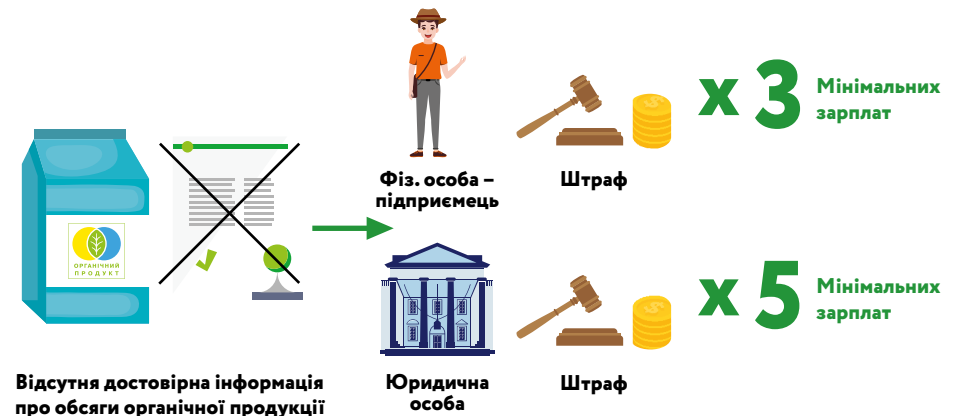 Фіз. особа –
підприємець
Штраф
х 3
Мінімальних
зарплат
ОРГАНІЧНИЙ
ПРОДУКТ
Відсутня достовірна інформація
про обсяги органічної продукції
Юридична
особа
Штраф
х 5
Мінімальних
зарплат